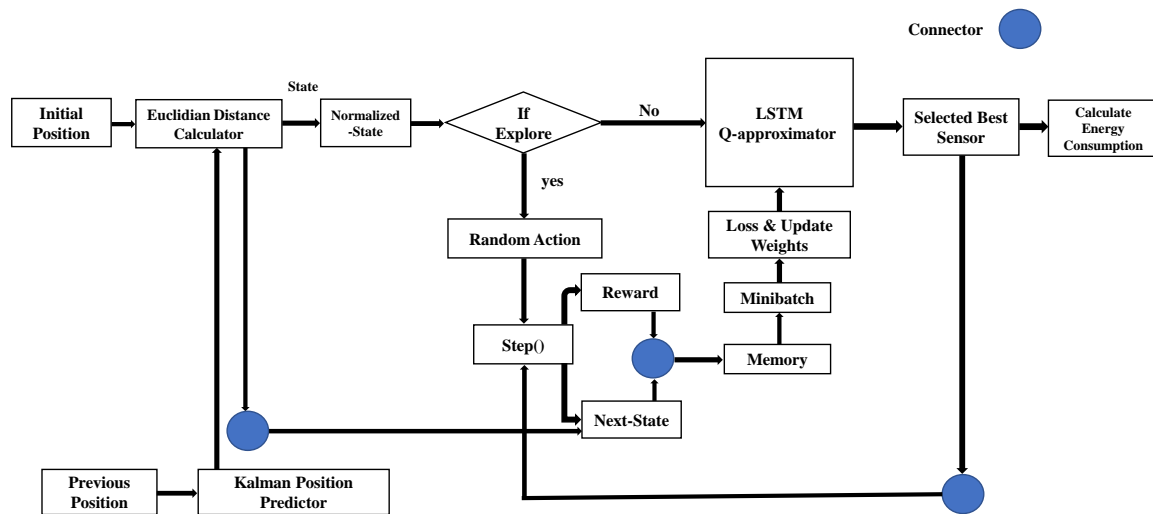 Connector
State
Initial
Position
Euclidian Distance
Calculator
Normalized
-State
If
Explore
No
LSTM
Q-approximator
Selected Best
Sensor
Calculate
Energy
Consumption
yes
Random Action
Loss & Update
Weights
Reward
Minibatch
Step()
Memory
Next-State
Previous
Position
Kalman Position
Predictor